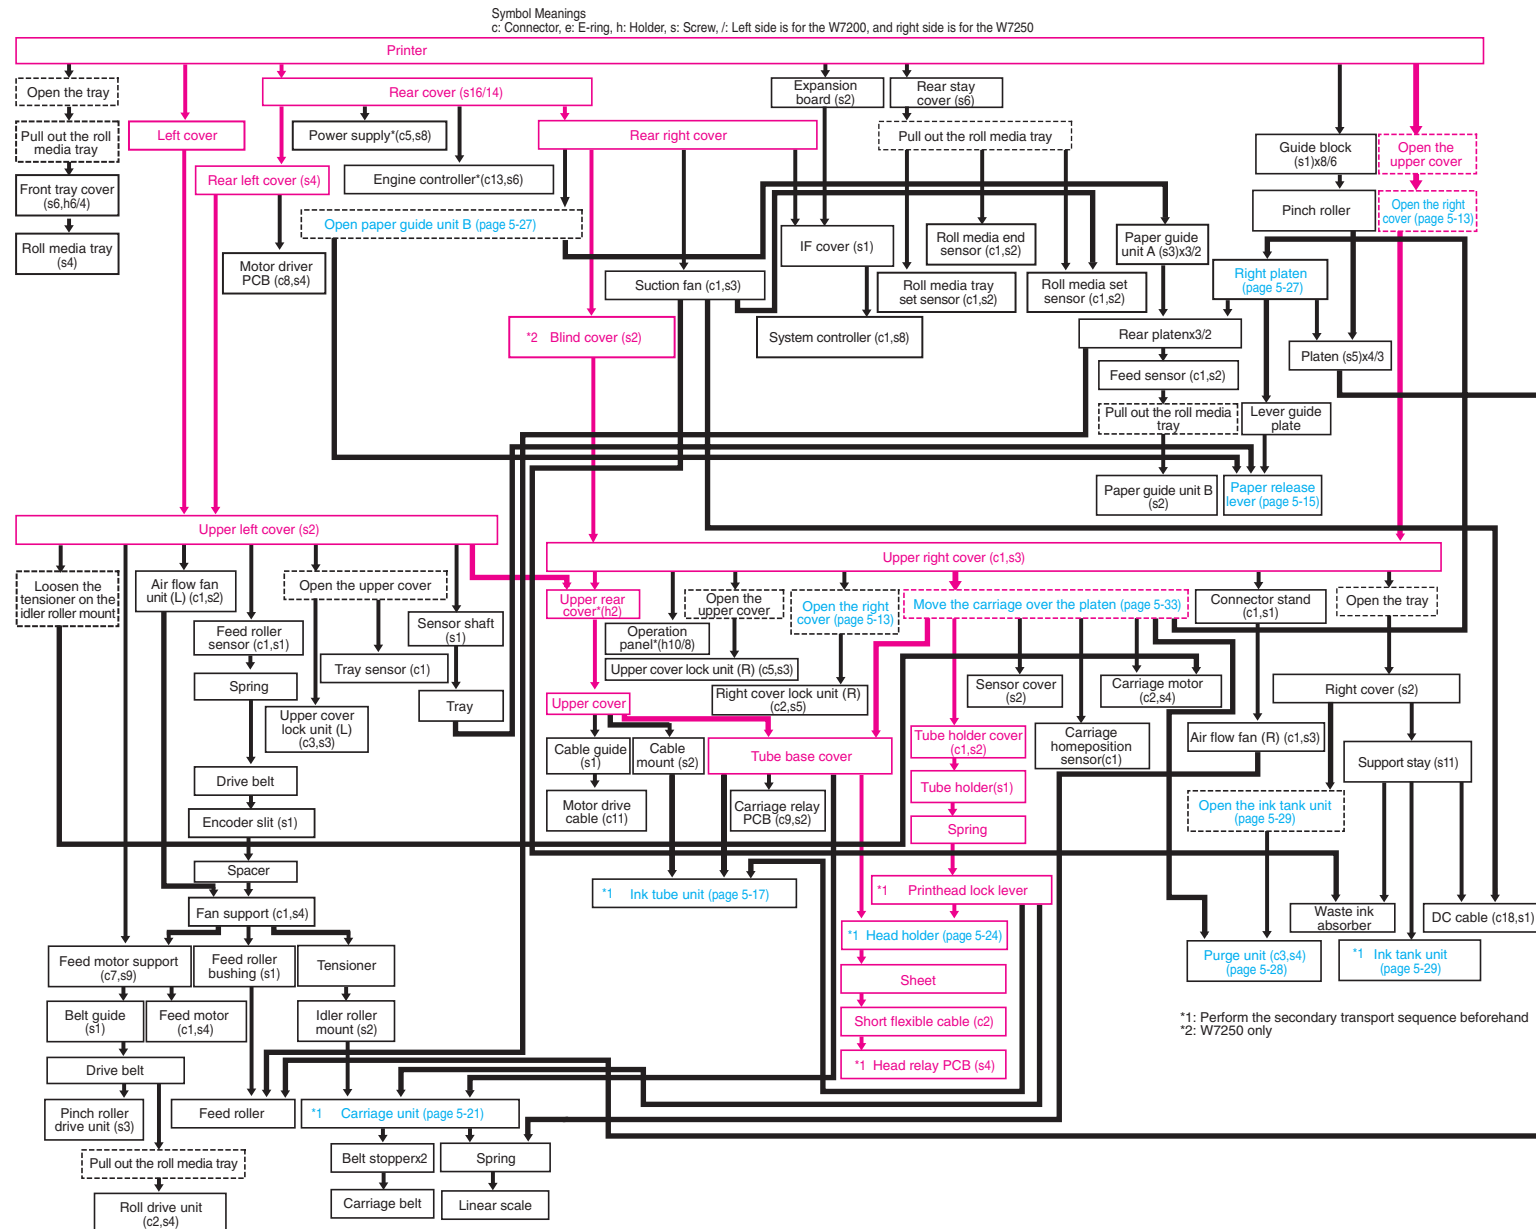 Symbol Meanings
c: Connector, e: E-ring, h: Holder, s: Screw, /: Left side is for the W7200, and right side is for the W7250
Printer
Open the tray
Rear cover (s16/14)
Expansion
board (s2)
Rear stay
cover (s6)
Pull out the roll
media tray
Left cover
Power supply*(c5,s8)
Rear right cover
Pull out the roll media tray
Guide block
(s1)x8/6
Open the
upper cover
Front tray cover
(s6,h6/4)
Rear left cover (s4)
Engine controller*(c13,s6)
Open paper guide unit B (page 5-27)
Pinch roller
Open the right
cover (page 5-13)
Roll media tray
(s4)
Motor driver
PCB (c8,s4)
IF cover (s1)
Roll media end
sensor (c1,s2)
Paper guide
unit A (s3)x3/2
Suction fan (c1,s3)
Roll media tray
set sensor (c1,s2)
Roll media set
sensor (c1,s2)
Right platen
(page 5-27)
*2 Blind cover (s2)
System controller (c1,s8)
Rear platenx3/2
Platen (s5)x4/3
Feed sensor (c1,s2)
Pull out the roll media
tray
Lever guide
plate
Paper guide unit B
(s2)
Paper release
lever (page 5-15)
Upper left cover (s2)
Upper right cover (c1,s3)
Loosen the
tensioner on the
idler roller mount
Air flow fan
unit (L) (c1,s2)
Open the upper cover
Upper rear
cover*(h2)
Open the
upper cover
Open the right
cover (page 5-13)
Move the carriage over the platen (page 5-33)
Connector stand
(c1,s1)
Open the tray
Feed roller
sensor (c1,s1)
Sensor shaft
(s1)
Operation
panel*(h10/8)
Tray sensor (c1)
Upper cover lock unit (R) (c5,s3)
Spring
Right cover lock unit (R)
(c2,s5)
Sensor cover
(s2)
Carriage motor
(c2,s4)
Right cover (s2)
Upper cover
lock unit (L)
(c3,s3)
Tray
Upper cover
Cable guide
(s1)
Cable
mount (s2)
Tube base cover
Tube holder cover
(c1,s2)
Carriage
homeposition
sensor(c1)
Air flow fan (R) (c1,s3)
Support stay (s11)
Drive belt
Tube holder(s1)
Motor drive
cable (c11)
Carriage relay
PCB (c9,s2)
Open the ink tank unit
(page 5-29)
Encoder slit (s1)
Spring
Spacer
*1 Ink tube unit (page 5-17)
*1 Printhead lock lever
Fan support (c1,s4)
Waste ink
absorber
DC cable (c18,s1)
*1 Head holder (page 5-24)
Feed motor support
(c7,s9)
Feed roller
bushing (s1)
Tensioner
Purge unit (c3,s4)
(page 5-28)
*1 Ink tank unit
(page 5-29)
Sheet
Belt guide
(s1)
Feed motor
(c1,s4)
Idler roller
mount (s2)
Short flexible cable (c2)
*1: Perform the secondary transport sequence beforehand
*2: W7250 only
Drive belt
*1 Head relay PCB (s4)
Pinch roller
drive unit (s3)
Feed roller
*1 Carriage unit (page 5-21)
Pull out the roll media tray
Belt stopperx2
Spring
Roll drive unit
(c2,s4)
Carriage belt
Linear scale